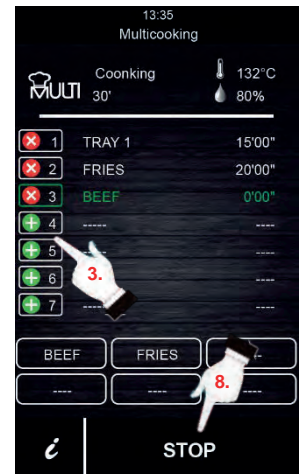 13:35
Multicooking
MULTI
Coonking
30'
132°C
80%
1 TRAY 1 15'00"
2 FRIES 20'00"
3 BEEF 0'00"
4 ----- ----
5 ----- ----
6 ----- ----
7 ----- ----
3.
BEEF FRIES
8.
---- ---- ----
i STOP